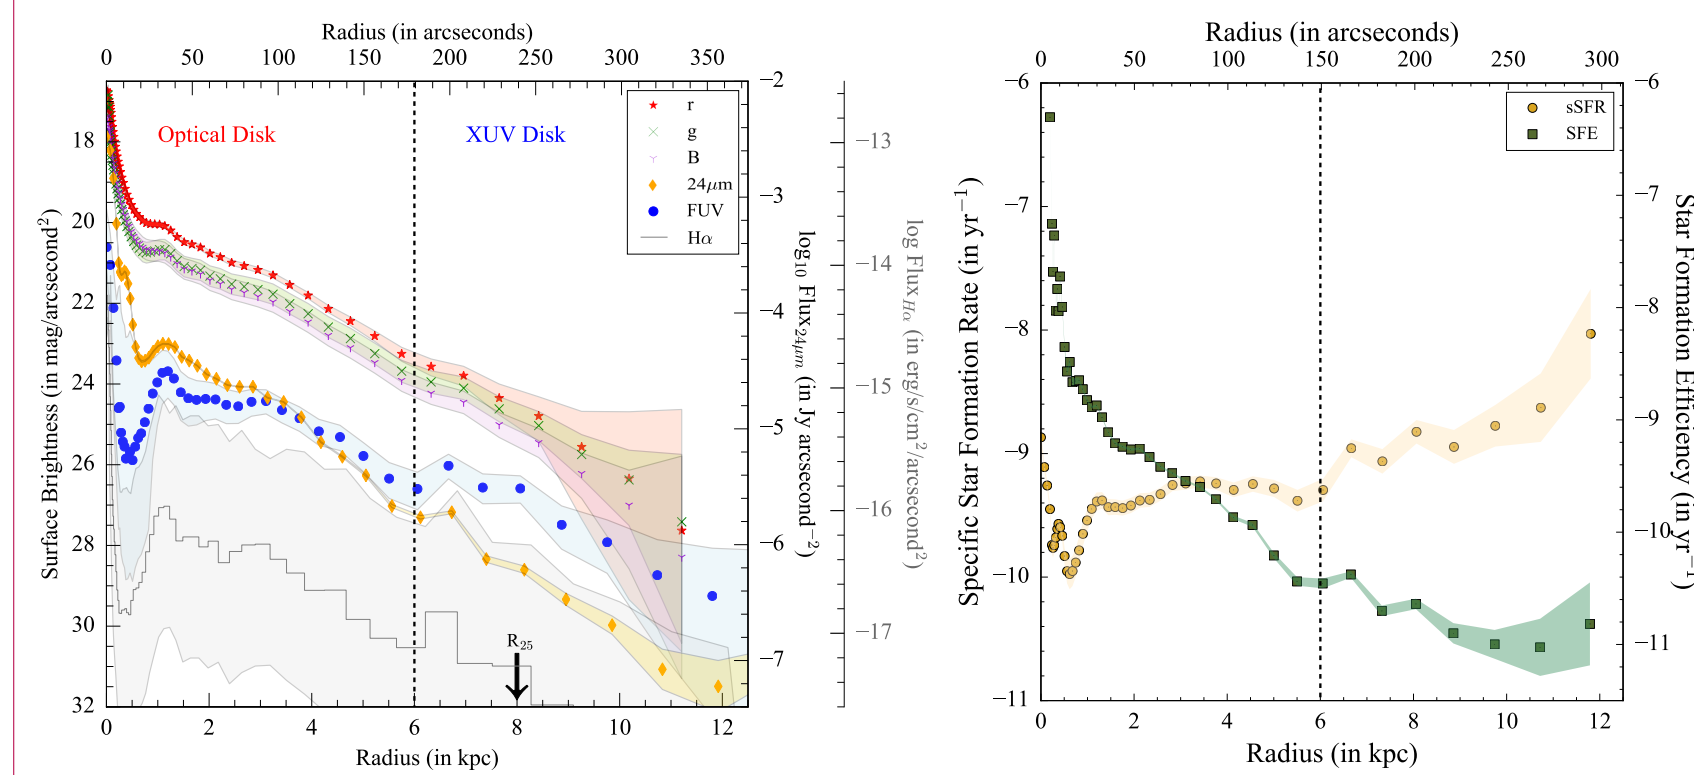 Radius (in arcseconds)
0 50 100 150 200 250 300 350
Surface Brightness (in mag/arcsecond²)
18
20
22
24
26
28
30
32
Optical Disk
XUV Disk
r
g
B
24μm
FUV
Hα
R₂₅
−2
−3
−4
−5
−6
−7
log₁₀ Flux₂₄μm (in Jy arcsecond⁻²)
−13
−14
−15
−16
−17
log Flux_Hα (in erg/s/cm²/arcsecond²)
0 2 4 6 8 10 12
Radius (in kpc)
Radius (in arcseconds)
0 50 100 150 200 250 300
Specific Star Formation Rate (in yr⁻¹)
−6
−7
−8
−9
−10
−11
sSFR
SFE
−6
−7
−8
−9
−10
−11
Star Formation Efficiency (in yr⁻¹)
0 2 4 6 8 10 12
Radius (in kpc)